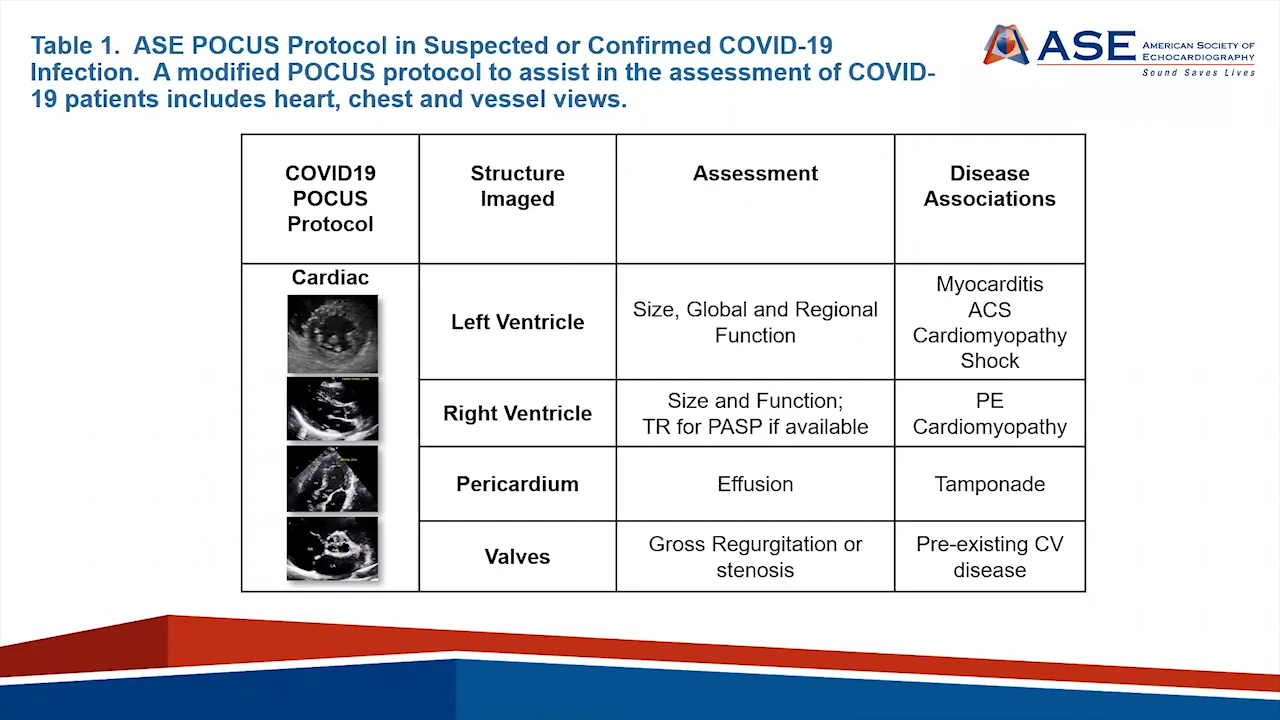 Table 1. ASE POCUS Protocol in Suspected or Confirmed COVID-19
Infection. A modified POCUS protocol to assist in the assessment of COVID-
19 patients includes heart, chest and vessel views.
ASE
AMERICAN SOCIETY OF
ECHOCARDIOGRAPHY
Sound Saves Lives
COVID19
POCUS
Protocol
Structure
Imaged
Assessment
Disease
Associations
Cardiac
Left Ventricle
Size, Global and Regional
Function
Myocarditis
ACS
Cardiomyopathy
Shock
Right Ventricle
Size and Function;
TR for PASP if available
PE
Cardiomyopathy
Pericardium
Effusion
Tamponade
Valves
Gross Regurgitation or
stenosis
Pre-existing CV
disease
RA
LA